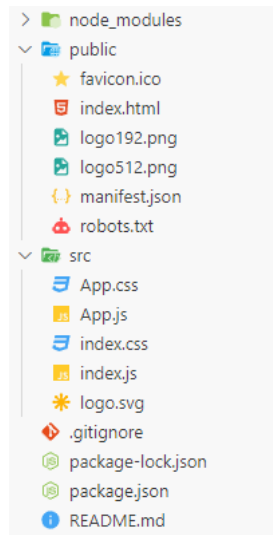 node_modules
public
favicon.ico
index.html
logo192.png
logo512.png
manifest.json
robots.txt
src
App.css
App.js
index.css
index.js
logo.svg
.gitignore
package-lock.json
package.json
README.md